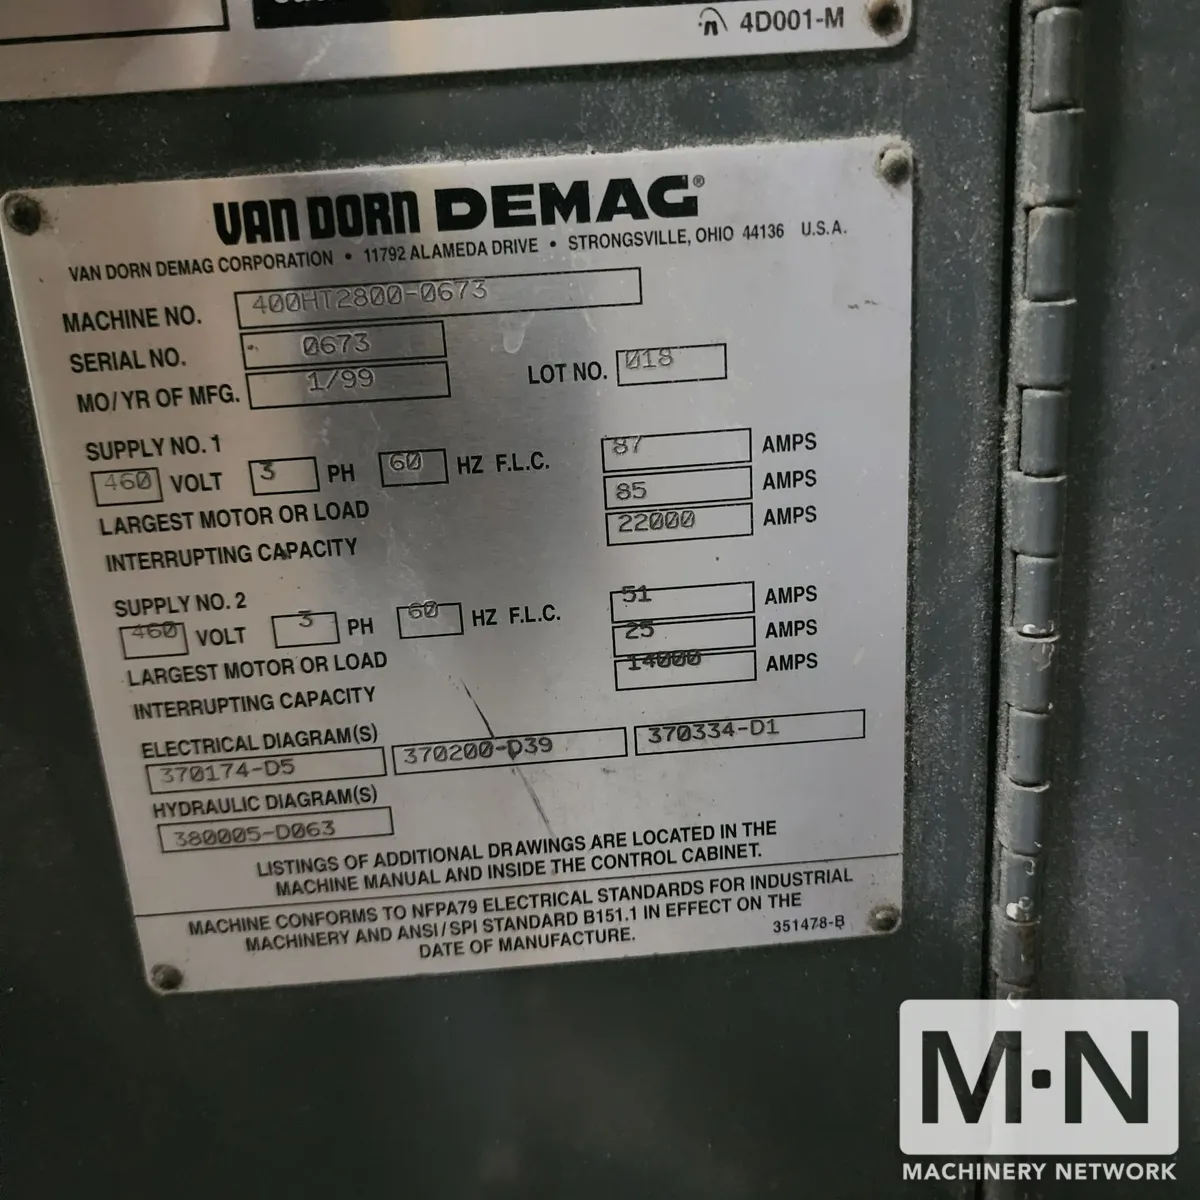 4D001-M
VAN DORN DEMAG®
VAN DORN DEMAG CORPORATION • 11792 ALAMEDA DRIVE • STRONGSVILLE, OHIO 44136 U.S.A.
MACHINE NO. 400HT2800-0673
SERIAL NO. 0673
MO/YR OF MFG. 1/99 LOT NO. 018
SUPPLY NO. 1
460 VOLT 3 PH 60 HZ F.L.C. 87 AMPS
LARGEST MOTOR OR LOAD 85 AMPS
INTERRUPTING CAPACITY 22000 AMPS
SUPPLY NO. 2
460 VOLT 3 PH 60 HZ F.L.C. 51 AMPS
LARGEST MOTOR OR LOAD 25 AMPS
INTERRUPTING CAPACITY 14000 AMPS
ELECTRICAL DIAGRAM(S)
370174-D5 370200-D39 370334-D1
HYDRAULIC DIAGRAM(S)
380005-D063
LISTINGS OF ADDITIONAL DRAWINGS ARE LOCATED IN THE
MACHINE MANUAL AND INSIDE THE CONTROL CABINET.
MACHINE CONFORMS TO NFPA79 ELECTRICAL STANDARDS FOR INDUSTRIAL
MACHINERY AND ANSI/SPI STANDARD B151.1 IN EFFECT ON THE
DATE OF MANUFACTURE.
351478-B
M·N
MACHINERY NETWORK